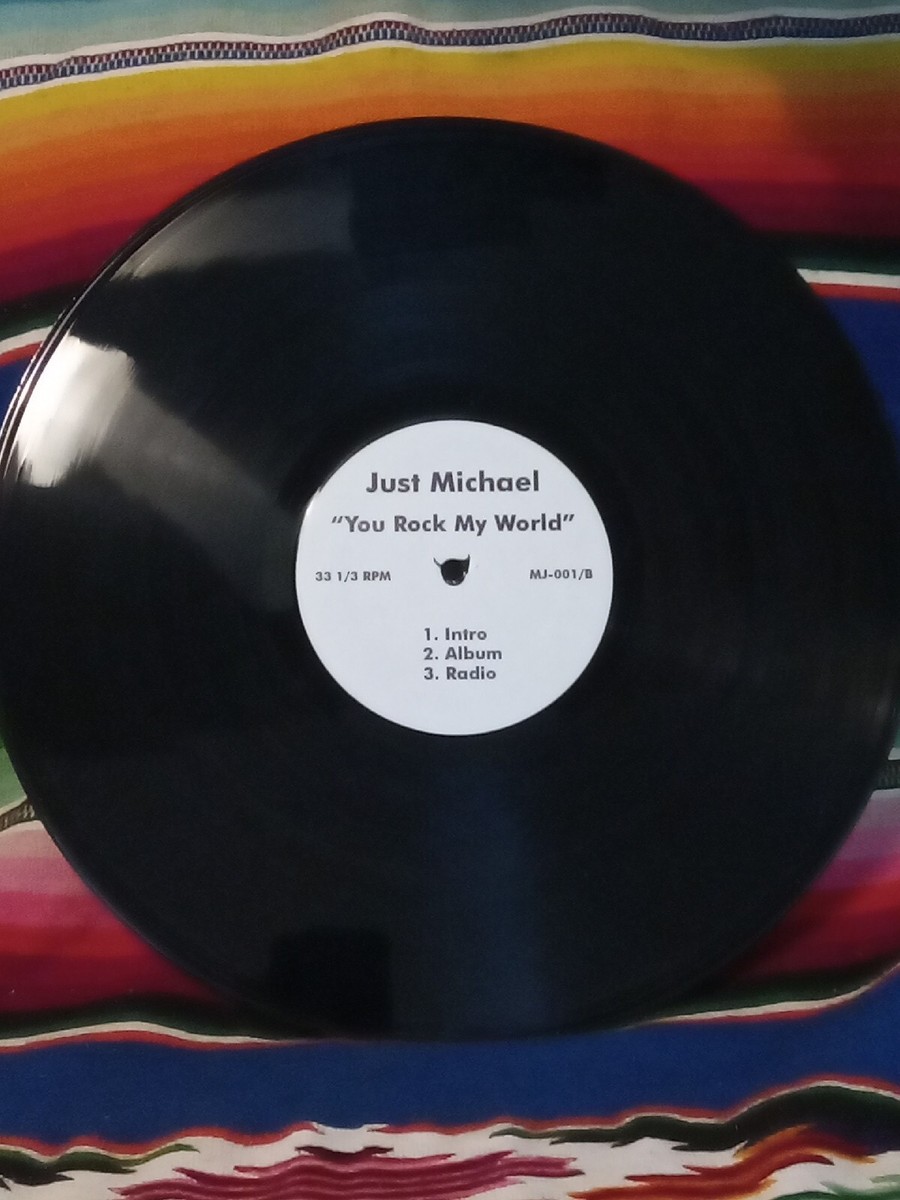 Just Michael
“You Rock My World”
33 1/3 RPM MJ-001/B
1. Intro
2. Album
3. Radio